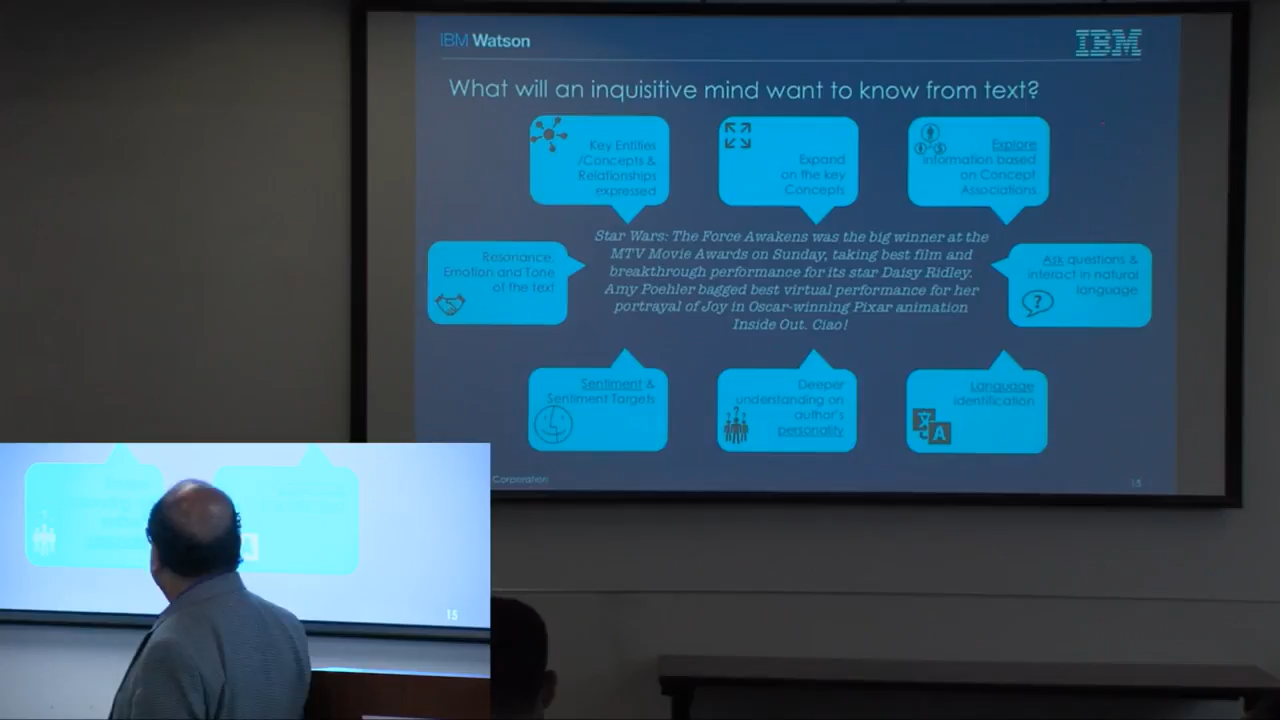 IBM Watson
IBM
What will an inquisitive mind want to know from text?
Key Entities
/Concepts &
Relationships
expressed
Expand
on the key
Concepts
Explore
information based
on Concept
Associations
Resonance,
Emotion and Tone
of the text
Star Wars: The Force Awakens was the big winner at the
MTV Movie Awards on Sunday, taking best film and
breakthrough performance for its star Daisy Ridley.
Amy Poehler bagged best virtual performance for her
portrayal of Joy in Oscar-winning Pixar animation
Inside Out. Ciao!
Ask questions &
interact in natural
language
?
Sentiment &
Sentiment Targets
Deeper
understanding on
author's
personality
Language
identification
文
A
Corporation
15
15